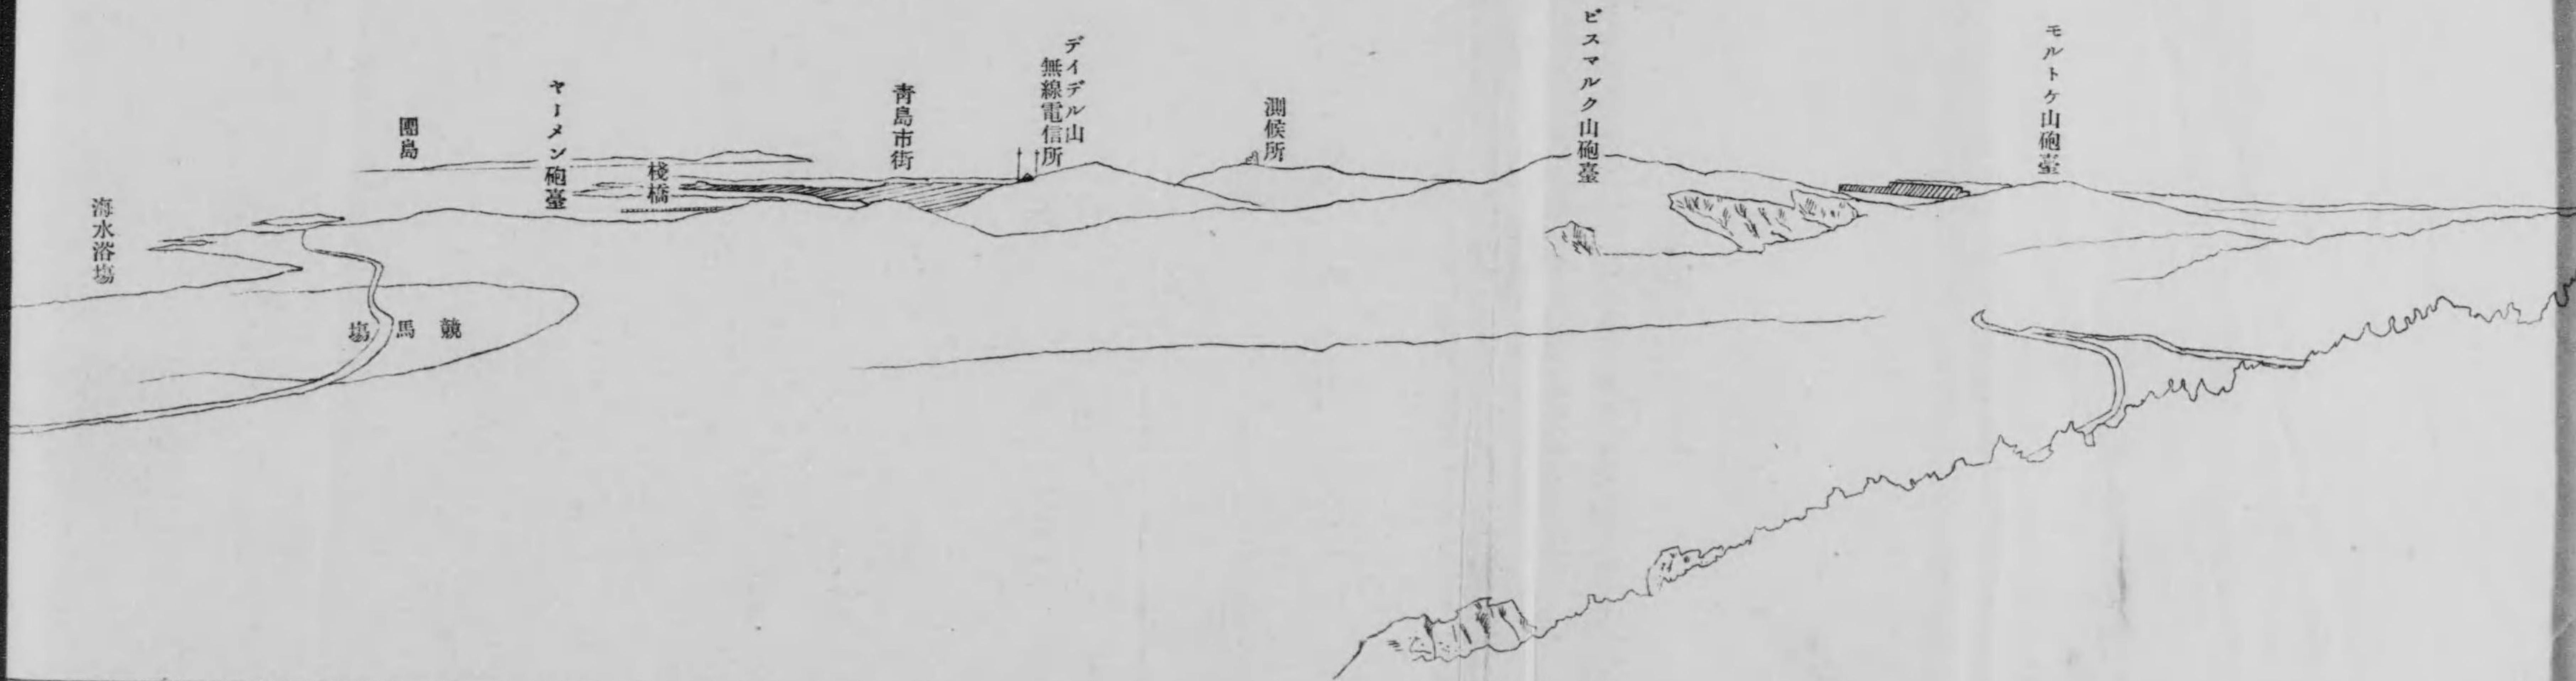 モルトケ山砲臺
ビスマルク山砲臺
測候所
デイデル山
無線電信所
青島市街
棧橋
ヤーメン砲臺
團島
海水浴塲
競馬塲